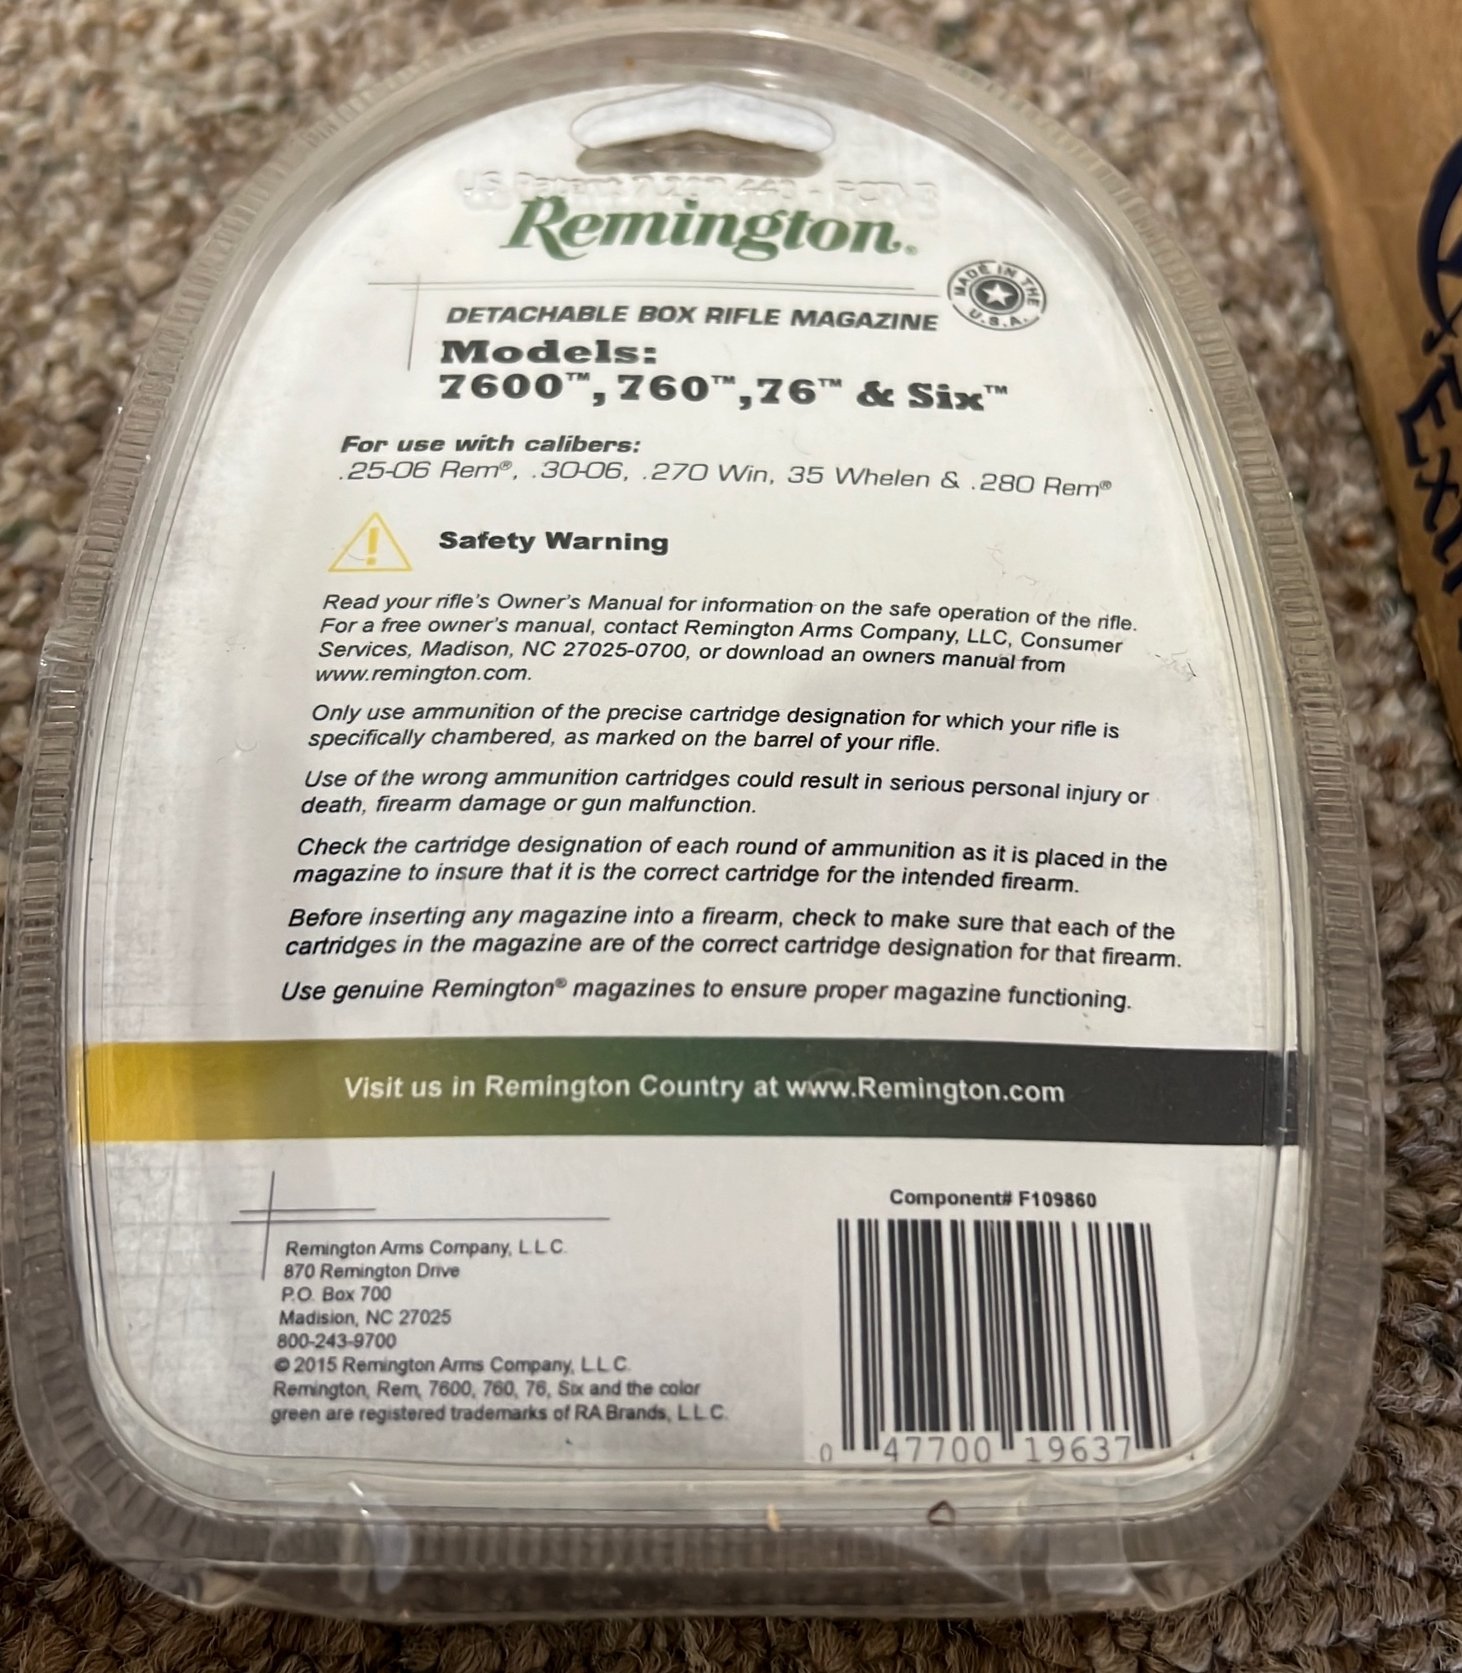 Remington®
MADE IN THE U.S.A.
DETACHABLE BOX RIFLE MAGAZINE
Models:
7600™, 760™, 76™ & Six™
For use with calibers:
.25-06 Rem®, .30-06, .270 Win, 35 Whelen & .280 Rem®
Safety Warning
Read your rifle's Owner's Manual for information on the safe operation of the rifle.
For a free owner's manual, contact Remington Arms Company, LLC, Consumer
Services, Madison, NC 27025-0700, or download an owners manual from
www.remington.com.
Only use ammunition of the precise cartridge designation for which your rifle is
specifically chambered, as marked on the barrel of your rifle.
Use of the wrong ammunition cartridges could result in serious personal injury or
death, firearm damage or gun malfunction.
Check the cartridge designation of each round of ammunition as it is placed in the
magazine to insure that it is the correct cartridge for the intended firearm.
Before inserting any magazine into a firearm, check to make sure that each of the
cartridges in the magazine are of the correct cartridge designation for that firearm.
Use genuine Remington® magazines to ensure proper magazine functioning.
Visit us in Remington Country at www.Remington.com
Component# F109860
Remington Arms Company, L.L.C.
870 Remington Drive
P.O. Box 700
Madision, NC 27025
800-243-9700
© 2015 Remington Arms Company, L.L.C.
Remington, Rem, 7600, 760, 76, Six and the color
green are registered trademarks of RA Brands, L.L.C.
0 47700 19637